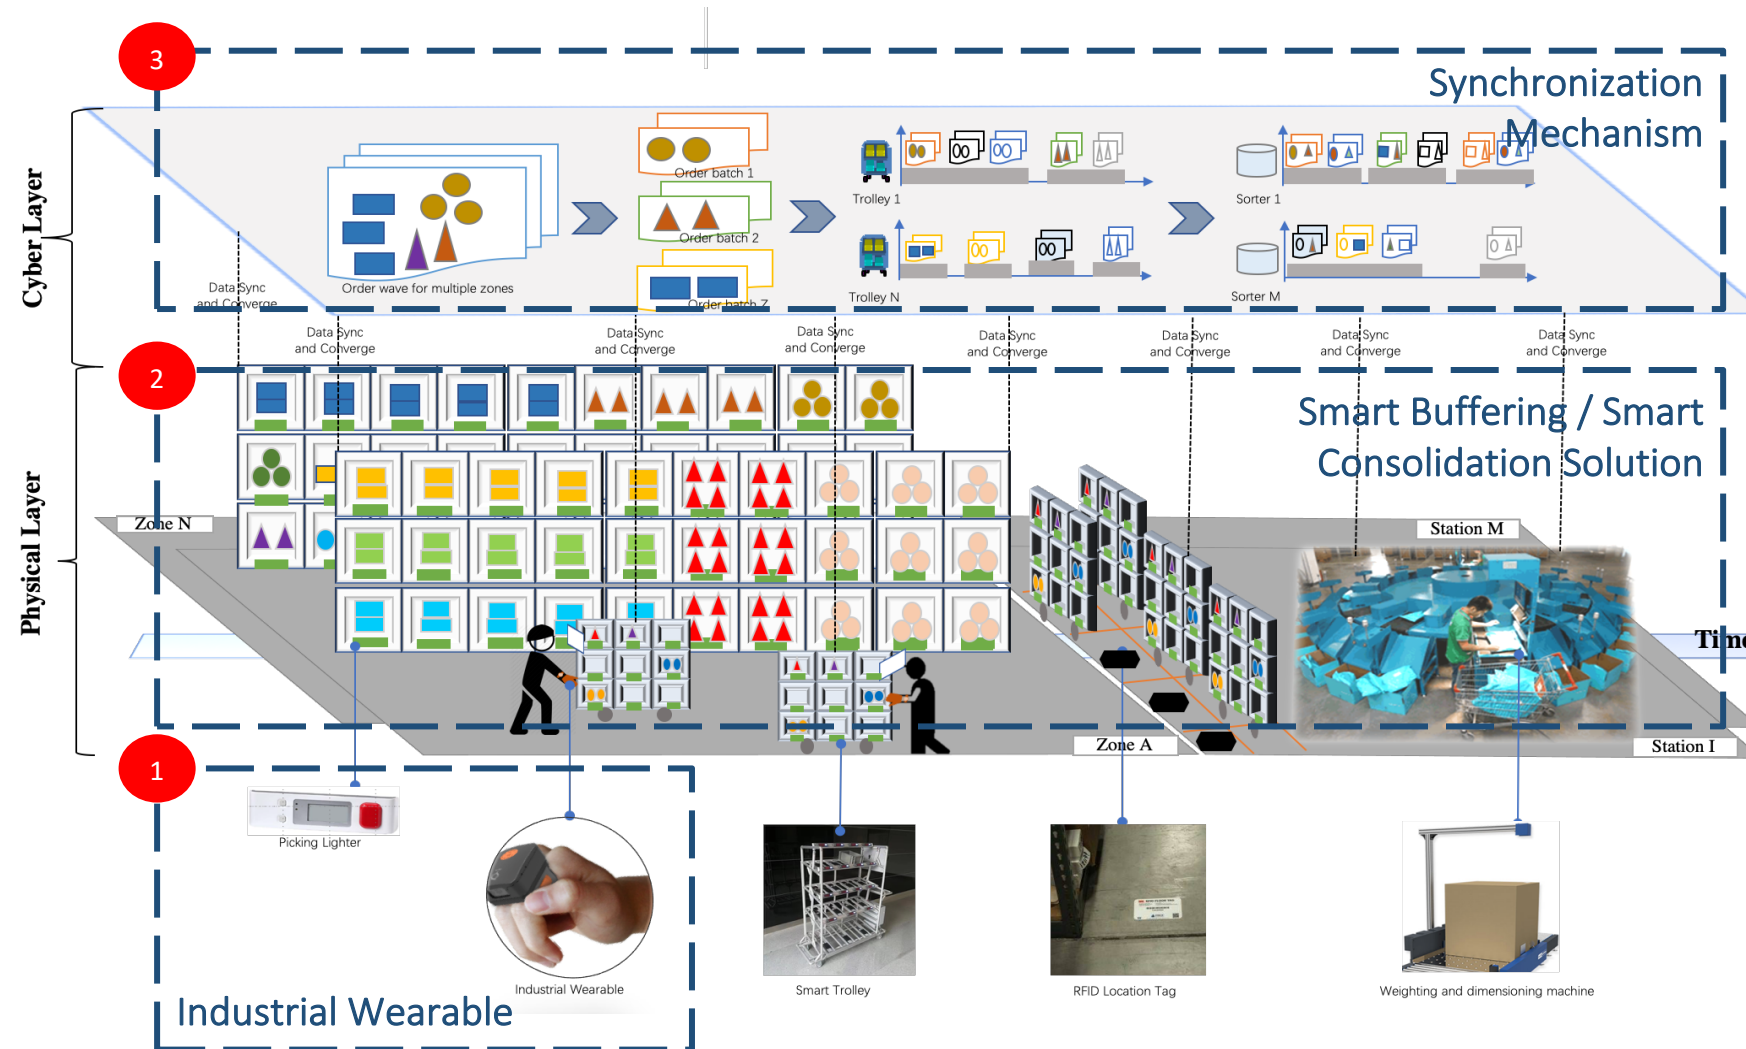 3
Synchronization
Mechanism
Cyber Layer
Order wave for multiple zones
Order batch 1
Order batch 2
Order batch Z
Trolley 1
Trolley N
Sorter 1
Sorter M
Data Sync
and Converge
Data Sync
and Converge
Data Sync
and Converge
Data Sync
and Converge
Data Sync
and Converge
Data Sync
and Converge
Data Sync
and Converge
Data Sync
and Converge
2
Smart Buffering / Smart
Consolidation Solution
Physical Layer
Zone N
Station M
Time
Zone A
Station I
1
Picking Lighter
Industrial Wearable
Smart Trolley
RFID Location Tag
Weighting and dimensioning machine
Industrial Wearable